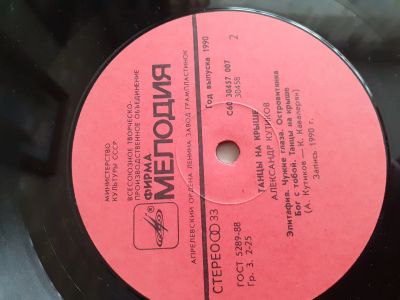 МИНИСТЕРСТВО
КУЛЬТУРЫ СССР
ВСЕСОЮЗНОЕ ТВОРЧЕСКО-
ПРОИЗВОДСТВЕННОЕ ОБЪЕДИНЕНИЕ
ФИРМА
МЕЛОДИЯ
АПРЕЛЕВСКИЙ ОРДЕНА ЛЕНИНА ЗАВОД ГРАМПЛАСТИНОК
СТЕРЕО 33
ГОСТ 5289-88
Гр. 3. 2-25
Год выпуска 1990
С60 30457 007
30458
2
ТАНЦЫ НА КРЫШЕ
АЛЕКСАНДР КУТИКОВ
Эпитафия. Чужие глаза. Островитянка
Бог с тобой. Танцы на крыше
(А. Кутиков — К. Кавалерян)
Запись 1990 г.